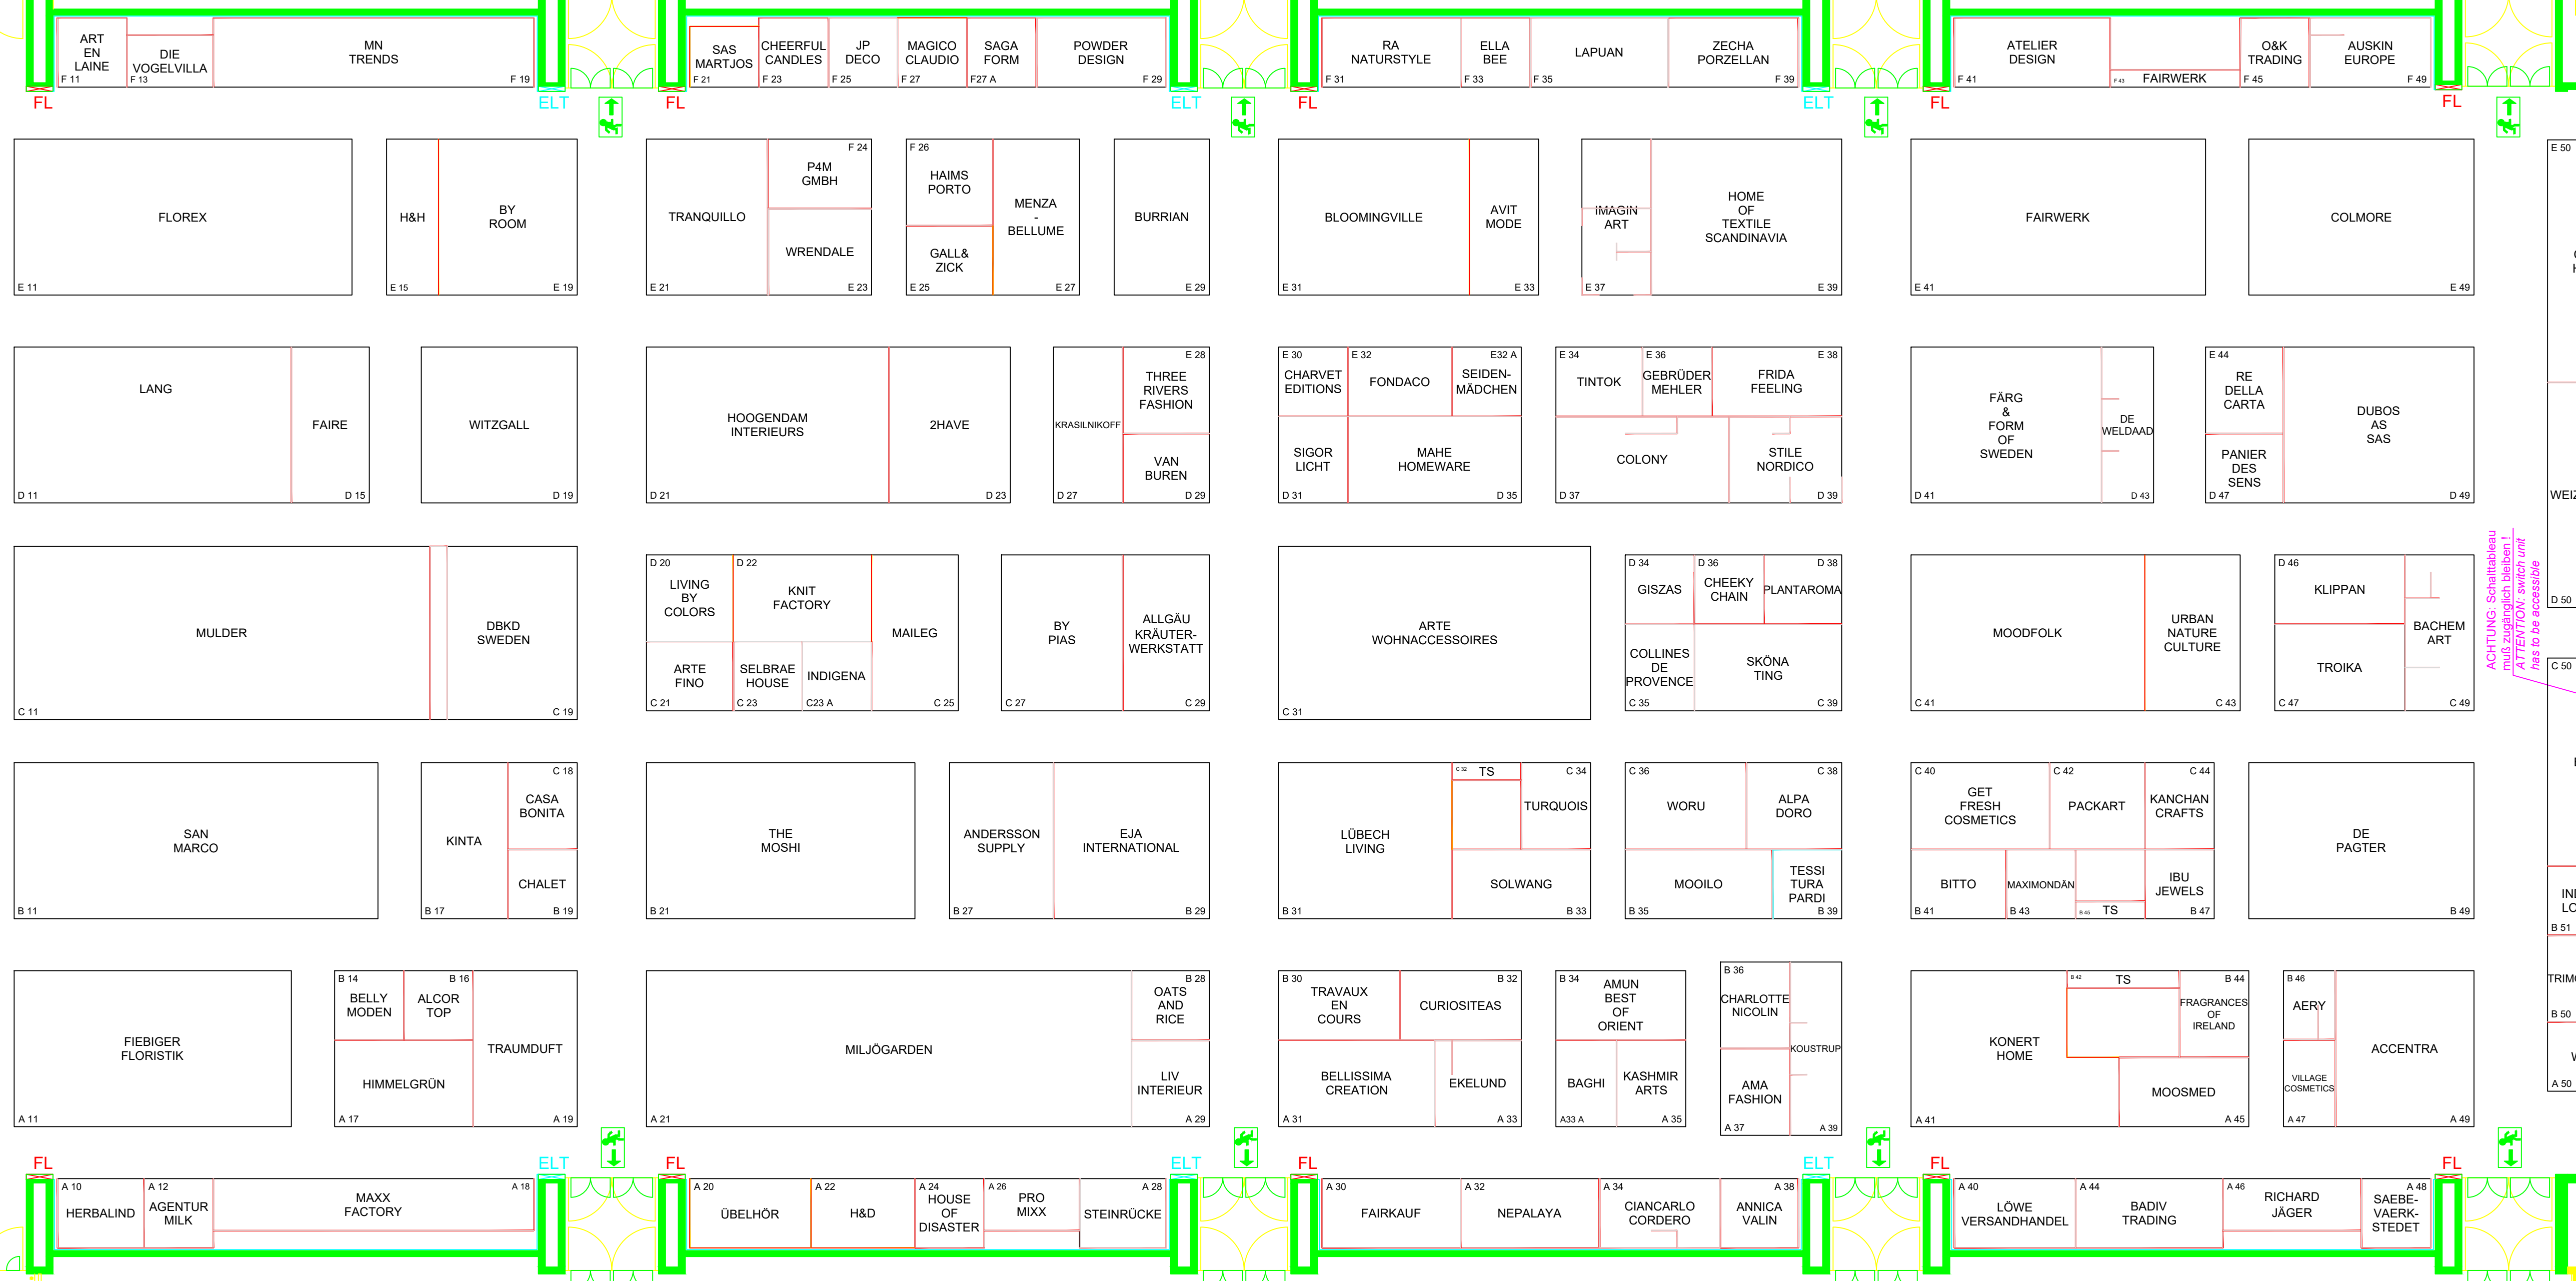 ART
EN
LAINE
F 11
DIE
VOGELVILLA
F 13
MN
TRENDS
F 19
SAS
MARTJOS
F 21
CHEERFUL
CANDLES
F 23
JP
DECO
F 25
MAGICO
CLAUDIO
F 27
SAGA
FORM
F27 A
POWDER
DESIGN
F 29
RA
NATURSTYLE
F 31
ELLA
BEE
F 33
LAPUAN
F 35
ZECHA
PORZELLAN
F 39
ATELIER
DESIGN
F 41
F 43
FAIRWERK
O&K
TRADING
F 45
AUSKIN
EUROPE
F 49
FL
ELT
FL
ELT
FL
ELT
FL
FL
FLOREX
E 11
H&H
E 15
BY
ROOM
E 19
TRANQUILLO
E 21
F 24
P4M
GMBH
WRENDALE
E 23
F 26
HAIMS
PORTO
GALL&
ZICK
E 25
MENZA
-
BELLUME
E 27
BURRIAN
E 29
BLOOMINGVILLE
E 31
AVIT
MODE
E 33
IMAGIN
ART
E 37
HOME
OF
TEXTILE
SCANDINAVIA
E 39
FAIRWERK
E 41
COLMORE
E 49
E 50
LANG
D 11
FAIRE
D 15
WITZGALL
D 19
HOOGENDAM
INTERIEURS
D 21
2HAVE
D 23
KRASILNIKOFF
D 27
E 28
THREE
RIVERS
FASHION
VAN
BUREN
D 29
E 30
CHARVET
EDITIONS
E 32
FONDACO
E32 A
SEIDEN-
MÄDCHEN
SIGOR
LICHT
D 31
MAHE
HOMEWARE
D 35
E 34
TINTOK
E 36
GEBRÜDER
MEHLER
E 38
FRIDA
FEELING
COLONY
D 37
STILE
NORDICO
D 39
FÄRG
&
FORM
OF
SWEDEN
D 41
DE
WELDAAD
D 43
E 44
RE
DELLA
CARTA
PANIER
DES
SENS
D 47
DUBOS
AS
SAS
D 49
D 50
ACHTUNG: Schalttableau
muß zugänglich bleiben !
ATTENTION: switch unit
has to be accessible
MULDER
C 11
DBKD
SWEDEN
C 19
D 20
LIVING
BY
COLORS
D 22
KNIT
FACTORY
ARTE
FINO
C 21
SELBRAE
HOUSE
C 23
INDIGENA
C23 A
MAILEG
C 25
BY
PIAS
C 27
ALLGÄU
KRÄUTER-
WERKSTATT
C 29
ARTE
WOHNACCESSOIRES
C 31
D 34
GISZAS
D 36
CHEEKY
CHAIN
D 38
PLANTAROMA
COLLINES
DE
PROVENCE
C 35
SKÖNA
TING
C 39
MOODFOLK
C 41
URBAN
NATURE
CULTURE
C 43
D 46
KLIPPAN
TROIKA
C 47
BACHEM
ART
C 49
C 50
SAN
MARCO
B 11
KINTA
B 17
C 18
CASA
BONITA
CHALET
B 19
THE
MOSHI
B 21
ANDERSSON
SUPPLY
B 27
EJA
INTERNATIONAL
B 29
LÜBECH
LIVING
B 31
C 32
TS
C 34
TURQUOIS
SOLWANG
B 33
C 36
WORU
C 38
ALPA
DORO
MOOILO
B 35
TESSI
TURA
PARDI
B 39
C 40
GET
FRESH
COSMETICS
C 42
PACKART
C 44
KANCHAN
CRAFTS
BITTO
B 41
MAXIMONDÄN
B 43
B 45
TS
IBU
JEWELS
B 47
DE
PAGTER
B 49
B 51
FIEBIGER
FLORISTIK
A 11
B 14
BELLY
MODEN
B 16
ALCOR
TOP
HIMMELGRÜN
A 17
TRAUMDUFT
A 19
MILJÖGARDEN
A 21
B 28
OATS
AND
RICE
LIV
INTERIEUR
A 29
B 30
TRAVAUX
EN
COURS
B 32
CURIOSITEAS
BELLISSIMA
CREATION
A 31
EKELUND
A 33
B 34
AMUN
BEST
OF
ORIENT
BAGHI
A33 A
KASHMIR
ARTS
A 35
B 36
CHARLOTTE
NICOLIN
AMA
FASHION
A 37
KOUSTRUP
A 39
KONERT
HOME
A 41
B 42
TS
B 44
FRAGRANCES
OF
IRELAND
MOOSMED
A 45
B 46
AERY
VILLAGE
COSMETICS
A 47
ACCENTRA
A 49
B 50
A 50
FL
ELT
FL
ELT
FL
ELT
FL
FL
A 10
HERBALIND
A 12
AGENTUR
MILK
MAXX
FACTORY
A 18
A 20
ÜBELHÖR
A 22
H&D
A 24
HOUSE
OF
DISASTER
A 26
PRO
MIXX
A 28
STEINRÜCKE
A 30
FAIRKAUF
A 32
NEPALAYA
A 34
CIANCARLO
CORDERO
A 38
ANNICA
VALIN
A 40
LÖWE
VERSANDHANDEL
A 44
BADIV
TRADING
A 46
RICHARD
JÄGER
A 48
SAEBE-
VAERK-
STEDET